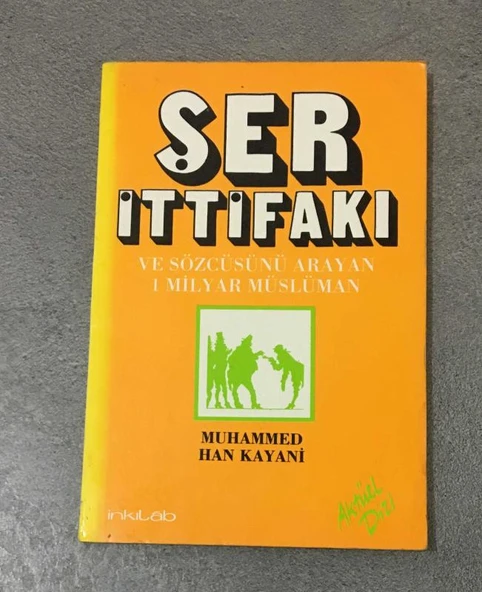 ŞER
İTTİFAKI
VE SÖZCÜSÜNÜ ARAYAN
1 MİLYAR MÜSLÜMAN
MUHAMMED
HAN KAYANİ
inkılâb
Aktüel
Dizi